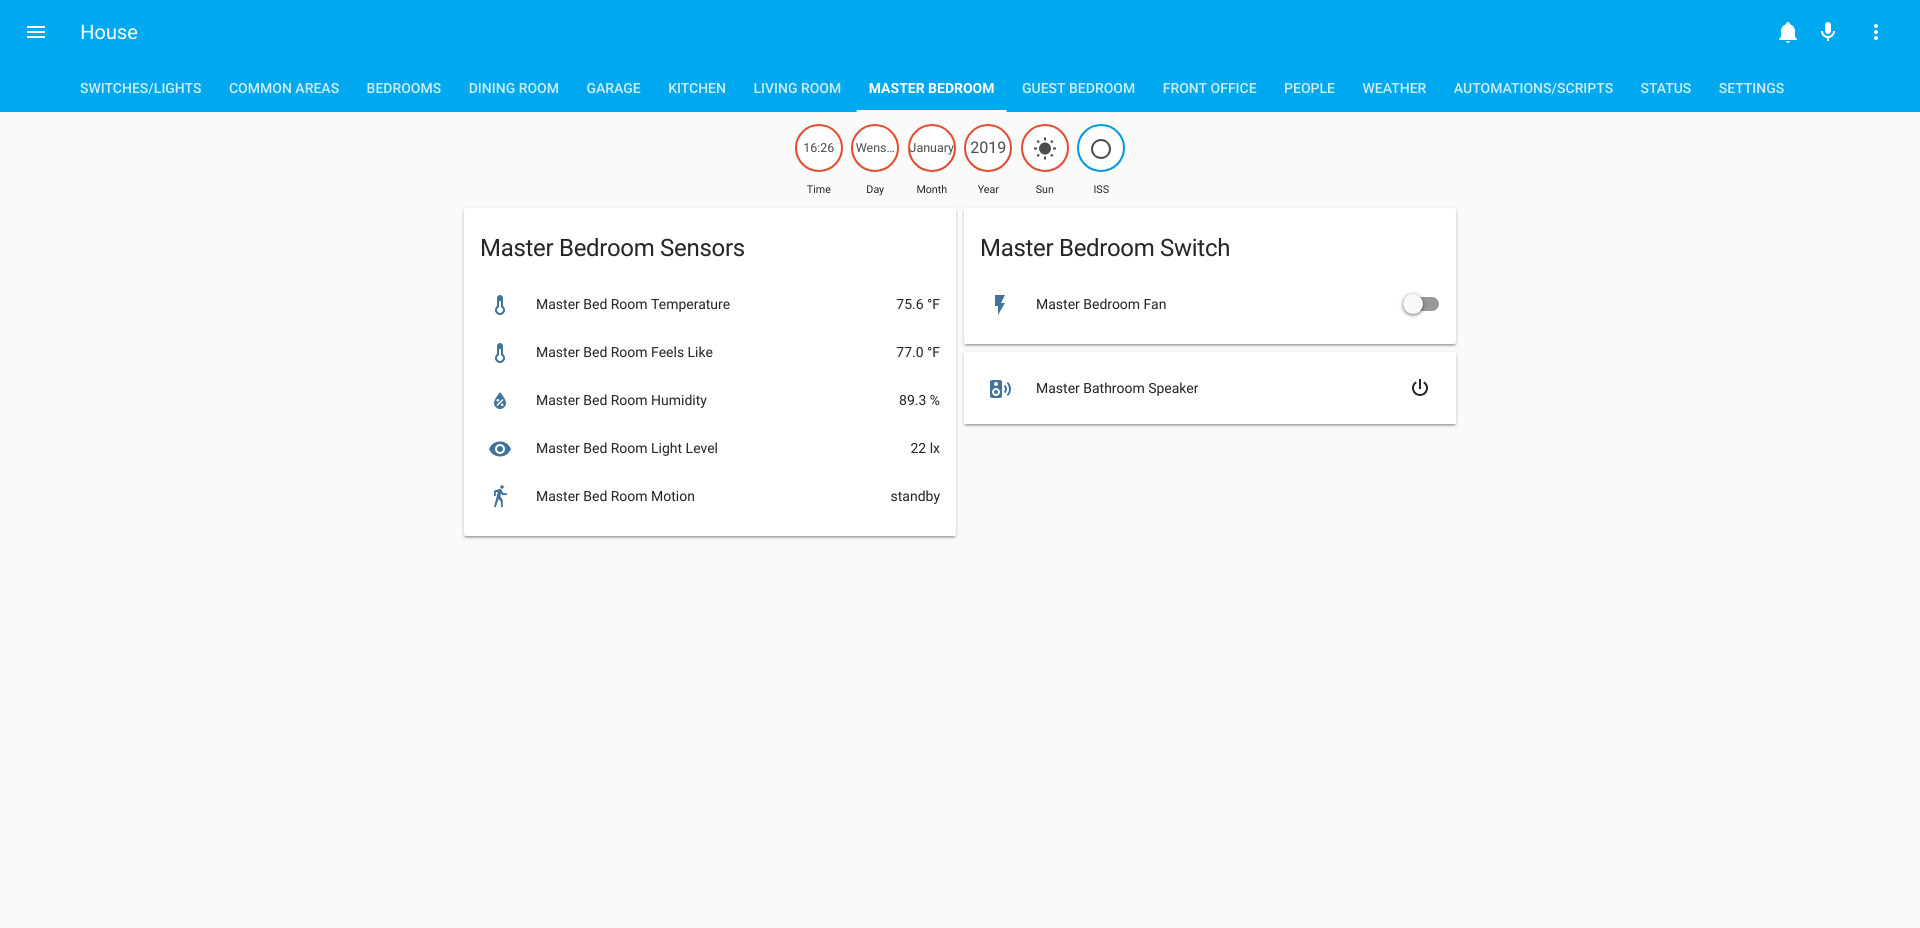 House
SWITCHES/LIGHTS COMMON AREAS BEDROOMS DINING ROOM GARAGE KITCHEN LIVING ROOM MASTER BEDROOM GUEST BEDROOM FRONT OFFICE PEOPLE WEATHER AUTOMATIONS/SCRIPTS STATUS SETTINGS
16:26 Wens... January 2019
Time Day Month Year Sun ISS
Master Bedroom Sensors
Master Bed Room Temperature 75.6 °F
Master Bed Room Feels Like 77.0 °F
Master Bed Room Humidity 89.3 %
Master Bed Room Light Level 22 lx
Master Bed Room Motion standby
Master Bedroom Switch
Master Bedroom Fan
Master Bathroom Speaker